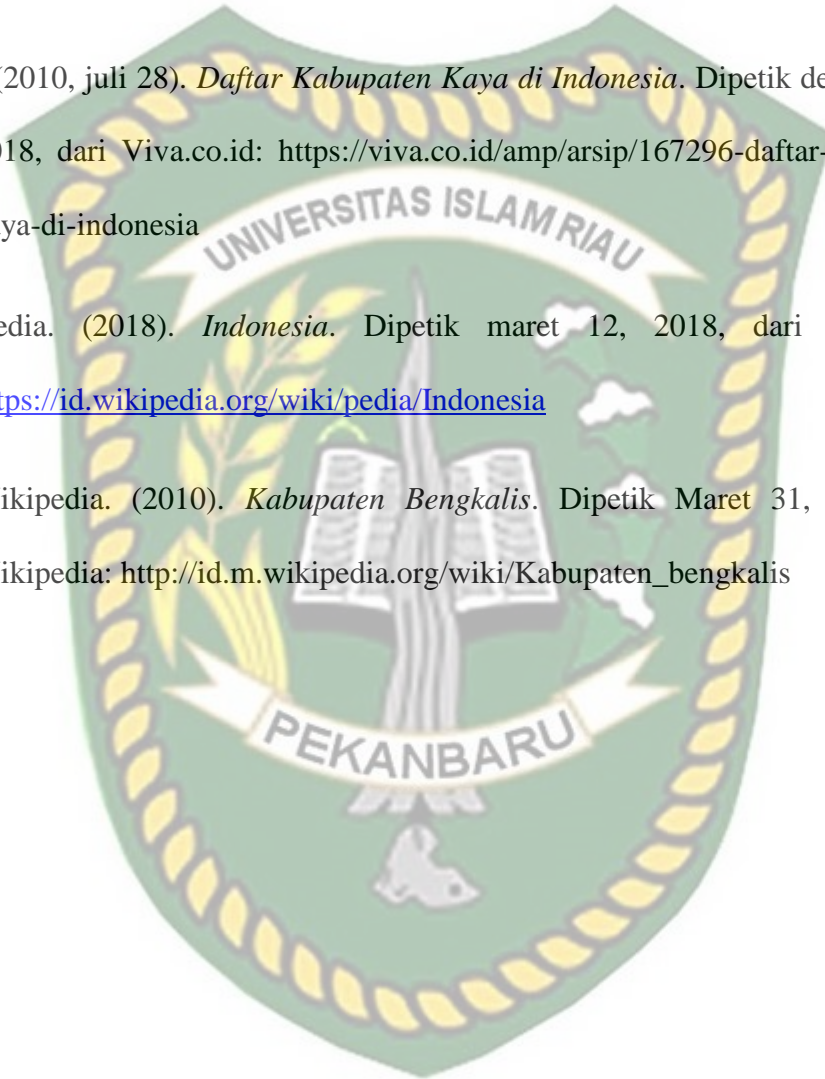 (2010, juli 28). Daftar Kabupaten Kaya di Indonesia. Dipetik
018, dari Viva.co.id: https://viva.co.id/amp/arsip/167296-daftar-
ya-di-indonesia
UNIVERSITAS ISLAM RIAU
edia. (2018). Indonesia. Dipetik maret 12, 2018, dari
tps://id.wikipedia.org/wiki/pedia/Indonesia
ikipedia. (2010). Kabupaten Bengkalis. Dipetik Maret 31,
ikipedia: http://id.m.wikipedia.org/wiki/Kabupaten_bengkalis
PEKANBARU